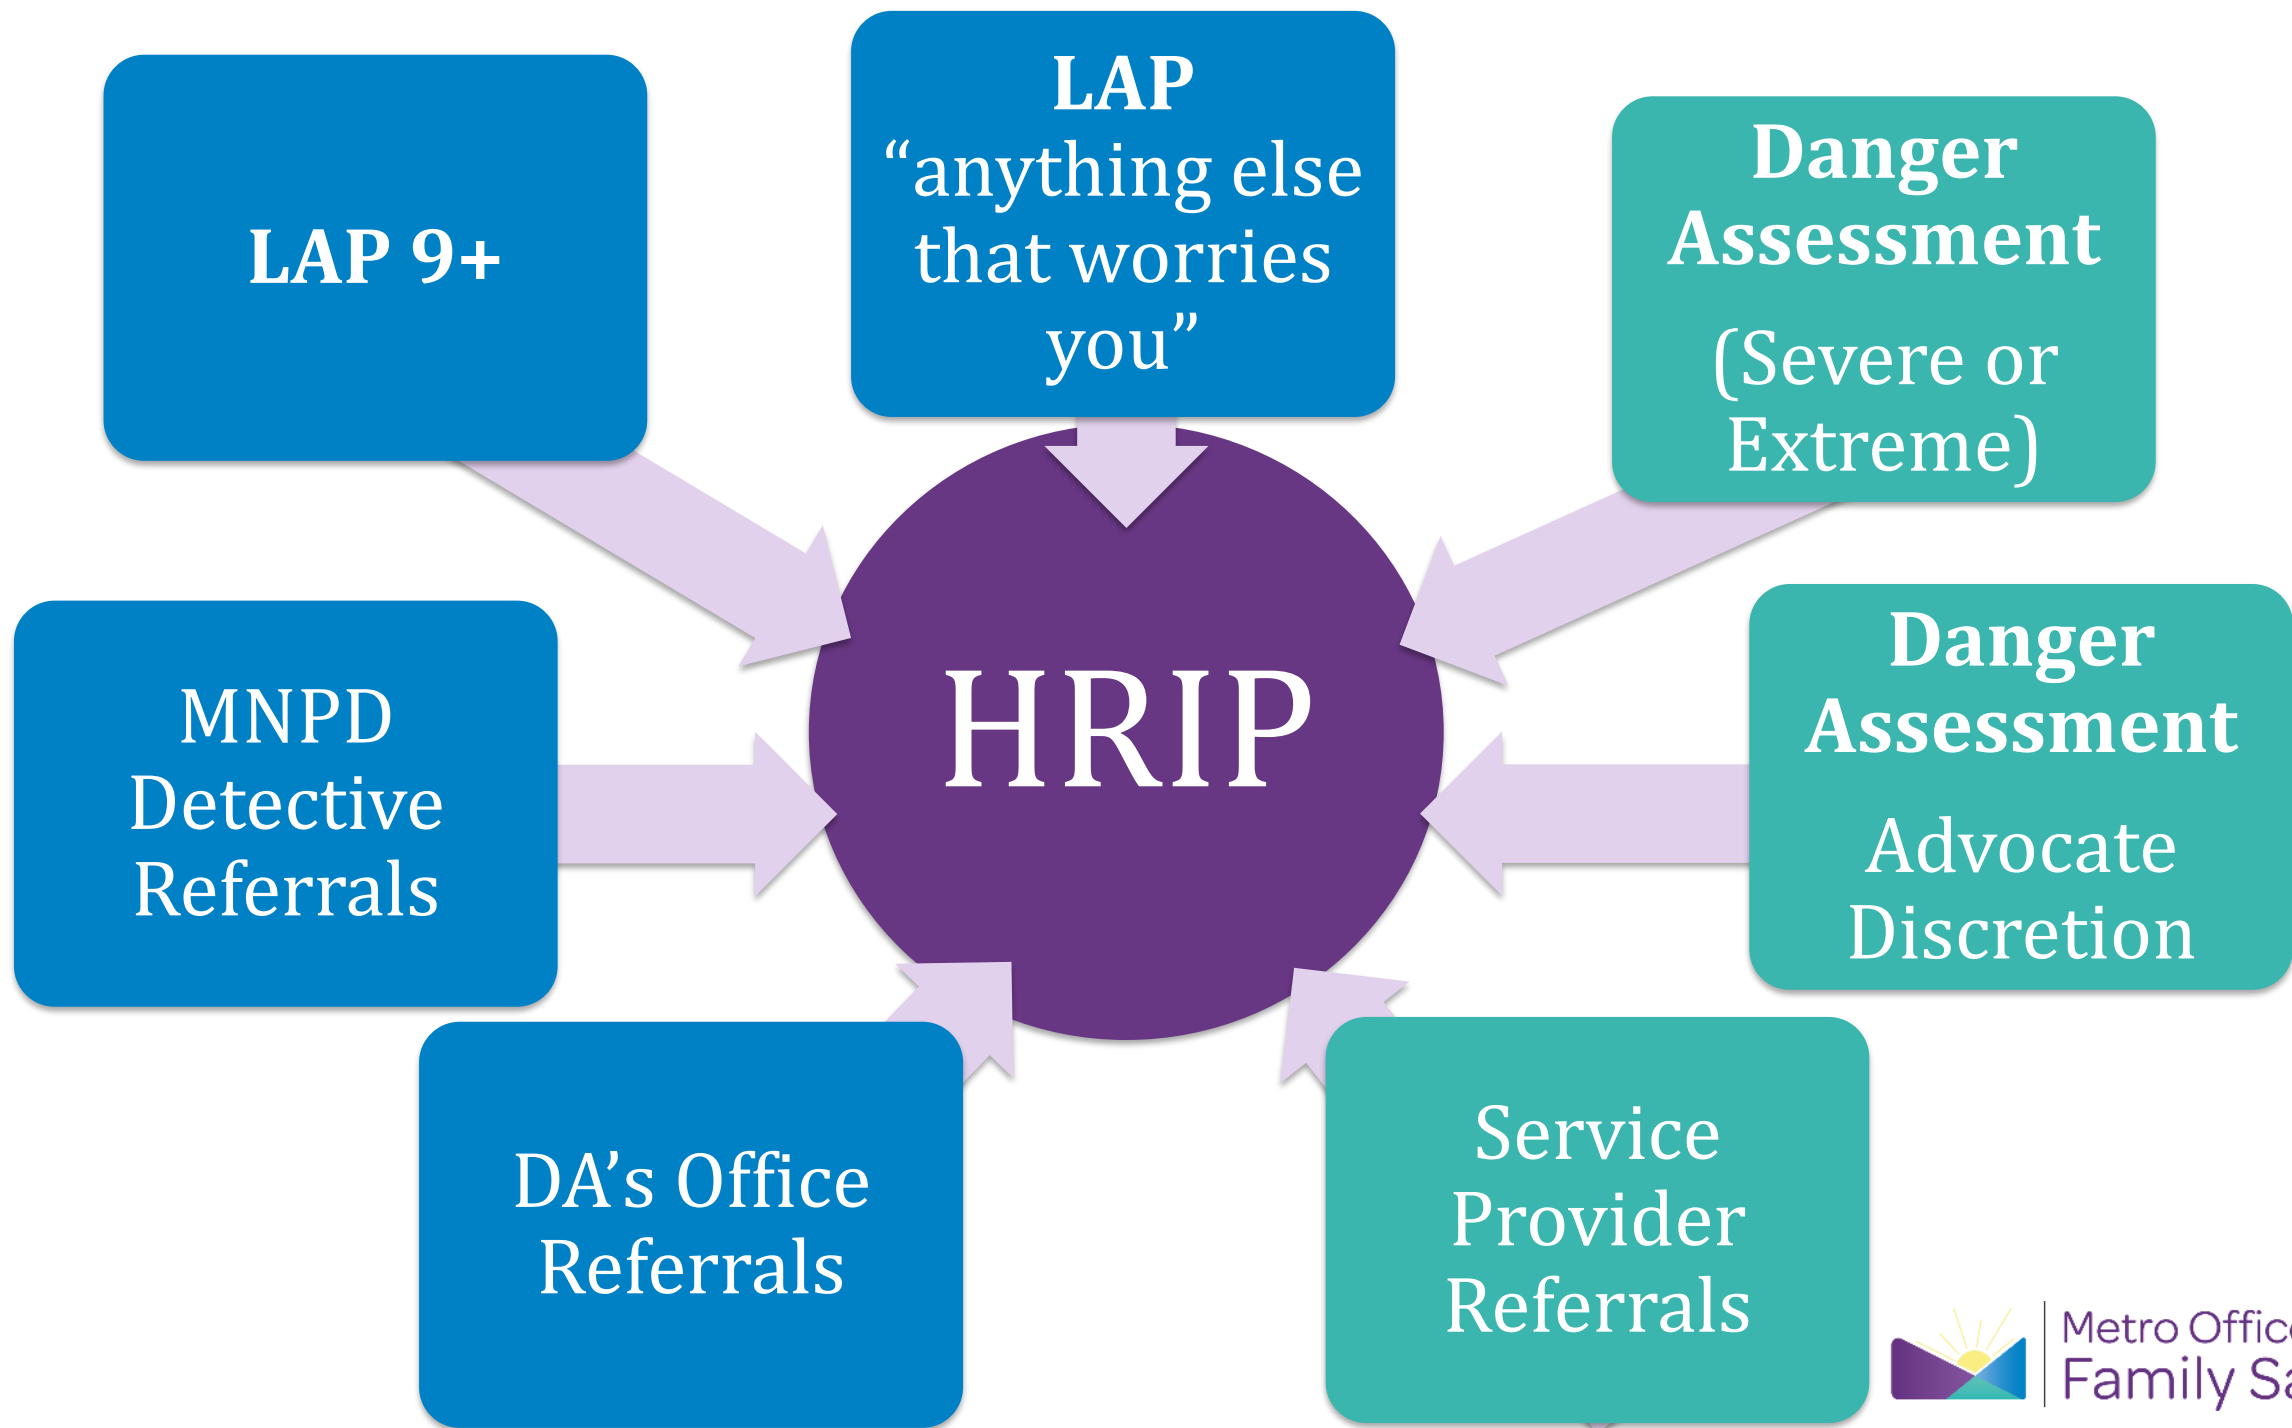 LAP 9+
LAP
“anything else
that worries
you”
Danger
Assessment
(Severe or
Extreme)
MNPD
Detective
Referrals
HRIP
Danger
Assessment
Advocate
Discretion
DA’s Office
Referrals
Service
Provider
Referrals
Metro Office
Family Sa